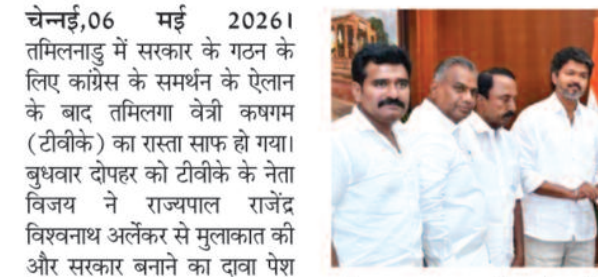 चेन्नई,06 मई 2026।
तमिलनाडु में सरकार के गठन के
लिए कांग्रेस के समर्थन के ऐलान
के बाद तमिलगा वेत्री कषगम
(टीवीके) का रास्ता साफ हो गया।
बुधवार दोपहर को टीवीके के नेता
विजय ने राज्यपाल राजेंद्र
विश्वनाथ अर्लेकर से मुलाकात की
और सरकार बनाने का दावा पेश